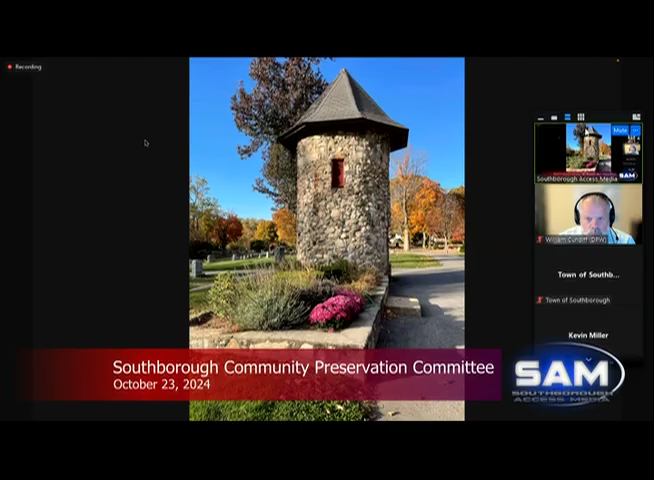 Recording
Mute
Southborough Access Media
William Cundiff (DPW)
Town of Southb...
Town of Southborough
Kevin Miller
Southborough Community Preservation Committee
October 23, 2024
SAM
SOUTHBOROUGH
ACCESS MEDIA